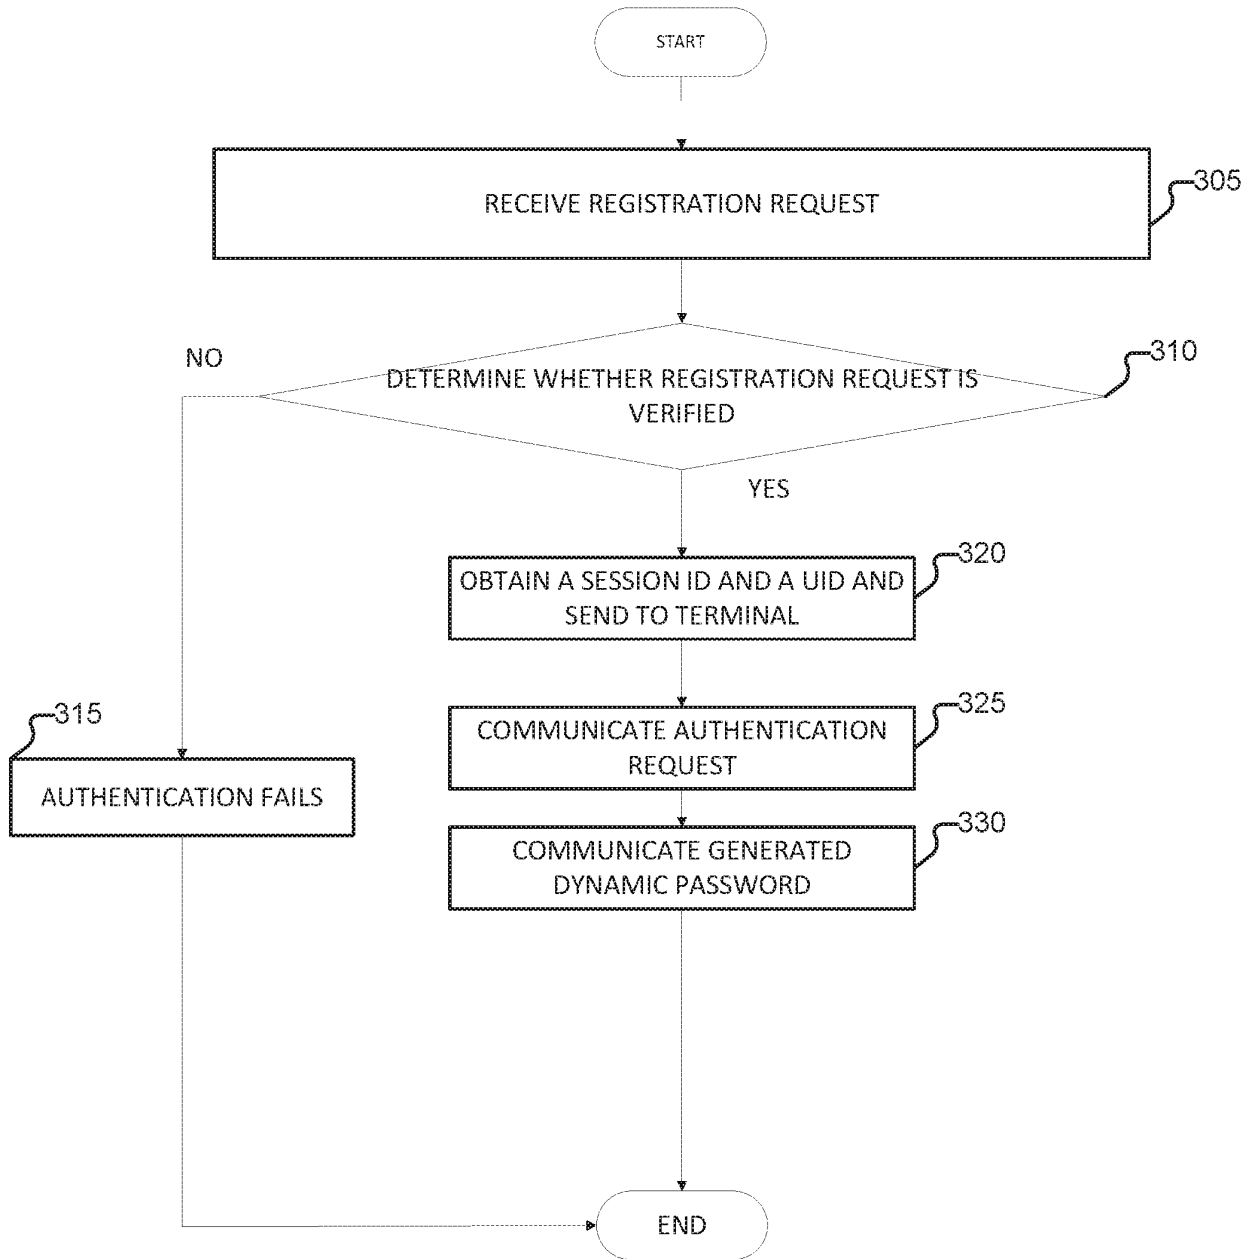 START
RECEIVE REGISTRATION REQUEST
305
NO
DETERMINE WHETHER REGISTRATION REQUEST IS
VERIFIED
310
YES
OBTAIN A SESSION ID AND A UID AND
SEND TO TERMINAL
320
COMMUNICATE AUTHENTICATION
REQUEST
325
315
AUTHENTICATION FAILS
COMMUNICATE GENERATED
DYNAMIC PASSWORD
330
END